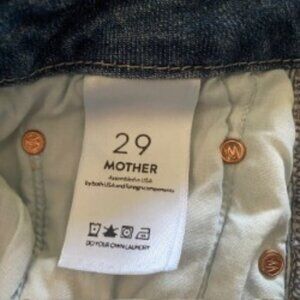 29
MOTHER
Assembled in USA
by both USA and foreign components
DO YOUR OWN LAUNDRY